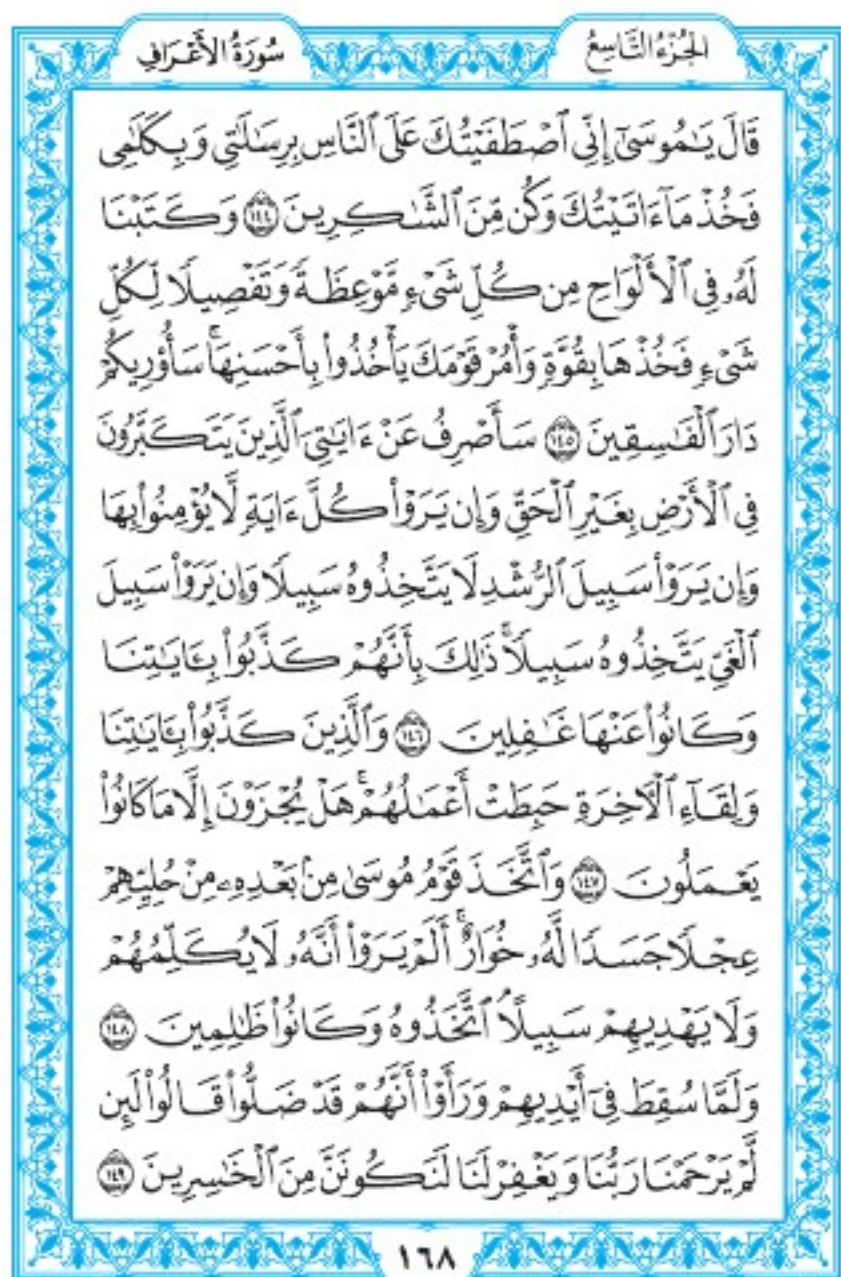 الجُزْءُ التَّاسِعُ
سُورَةُ الأَعْرَافِ
قَالَ يَٰمُوسَىٰٓ إِنِّي ٱصْطَفَيْتُكَ عَلَى ٱلنَّاسِ بِرِسَٰلَٰتِي وَبِكَلَٰمِي
فَخُذْ مَآ ءَاتَيْتُكَ وَكُن مِّنَ ٱلشَّٰكِرِينَ ١٤٤ وَكَتَبْنَا
لَهُۥ فِي ٱلْأَلْوَاحِ مِن كُلِّ شَيْءٍ مَّوْعِظَةً وَتَفْصِيلًا لِّكُلِّ
شَيْءٍ فَخُذْهَا بِقُوَّةٍ وَأْمُرْ قَوْمَكَ يَأْخُذُوا۟ بِأَحْسَنِهَاۚ سَأُو۟رِيكُمْ
دَارَ ٱلْفَٰسِقِينَ ١٤٥ سَأَصْرِفُ عَنْ ءَايَٰتِيَ ٱلَّذِينَ يَتَكَبَّرُونَ
فِي ٱلْأَرْضِ بِغَيْرِ ٱلْحَقِّ وَإِن يَرَوْا۟ كُلَّ ءَايَةٍ لَّا يُؤْمِنُوا۟ بِهَا
وَإِن يَرَوْا۟ سَبِيلَ ٱلرُّشْدِ لَا يَتَّخِذُوهُ سَبِيلًا وَإِن يَرَوْا۟ سَبِيلَ
ٱلْغَيِّ يَتَّخِذُوهُ سَبِيلًاۚ ذَٰلِكَ بِأَنَّهُمْ كَذَّبُوا۟ بِـَٔايَٰتِنَا
وَكَانُوا۟ عَنْهَا غَٰفِلِينَ ١٤٦ وَٱلَّذِينَ كَذَّبُوا۟ بِـَٔايَٰتِنَا
وَلِقَآءِ ٱلْءَاخِرَةِ حَبِطَتْ أَعْمَٰلُهُمْۚ هَلْ يُجْزَوْنَ إِلَّا مَا كَانُوا۟
يَعْمَلُونَ ١٤٧ وَٱتَّخَذَ قَوْمُ مُوسَىٰ مِنۢ بَعْدِهِۦ مِنْ حُلِيِّهِمْ
عِجْلًا جَسَدًا لَّهُۥ خُوَارٌۚ أَلَمْ يَرَوْا۟ أَنَّهُۥ لَا يُكَلِّمُهُمْ
وَلَا يَهْدِيهِمْ سَبِيلًاۘ ٱتَّخَذُوهُ وَكَانُوا۟ ظَٰلِمِينَ ١٤٨
وَلَمَّا سُقِطَ فِيٓ أَيْدِيهِمْ وَرَأَوْا۟ أَنَّهُمْ قَدْ ضَلُّوا۟ قَالُوا۟ لَئِن
لَّمْ يَرْحَمْنَا رَبُّنَا وَيَغْفِرْ لَنَا لَنَكُونَنَّ مِنَ ٱلْخَٰسِرِينَ ١٤٩
١٦٨